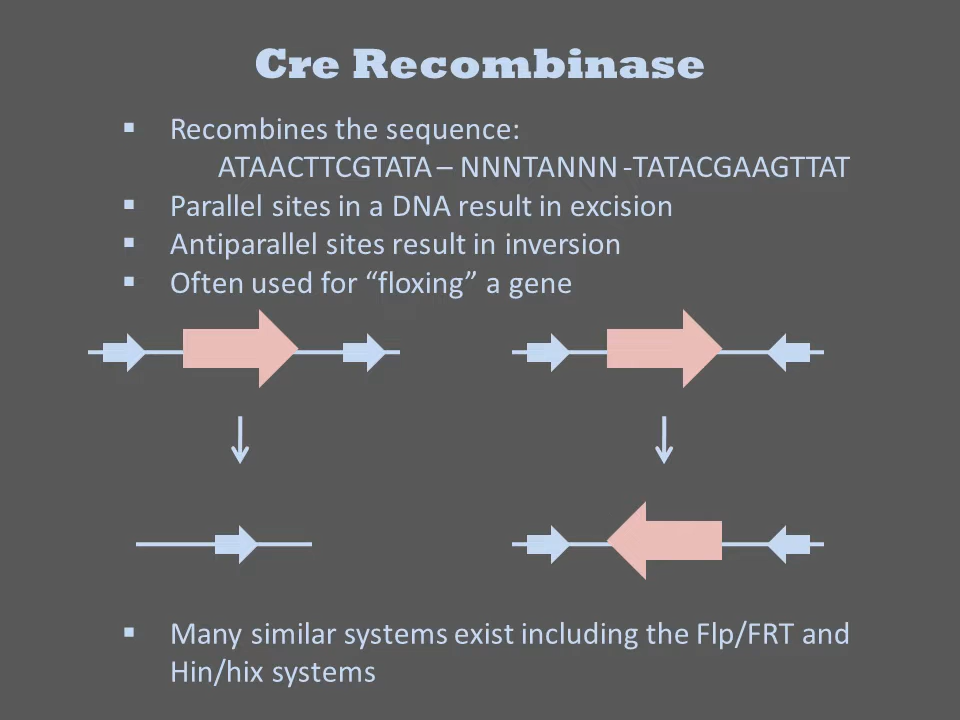 Cre Recombinase
▪ Recombines the sequence:
ATAACTTCGTATA – NNNTANNN -TATACGAAGTTAT
▪ Parallel sites in a DNA result in excision
▪ Antiparallel sites result in inversion
▪ Often used for “floxing” a gene
▪ Many similar systems exist including the Flp/FRT and
Hin/hix systems